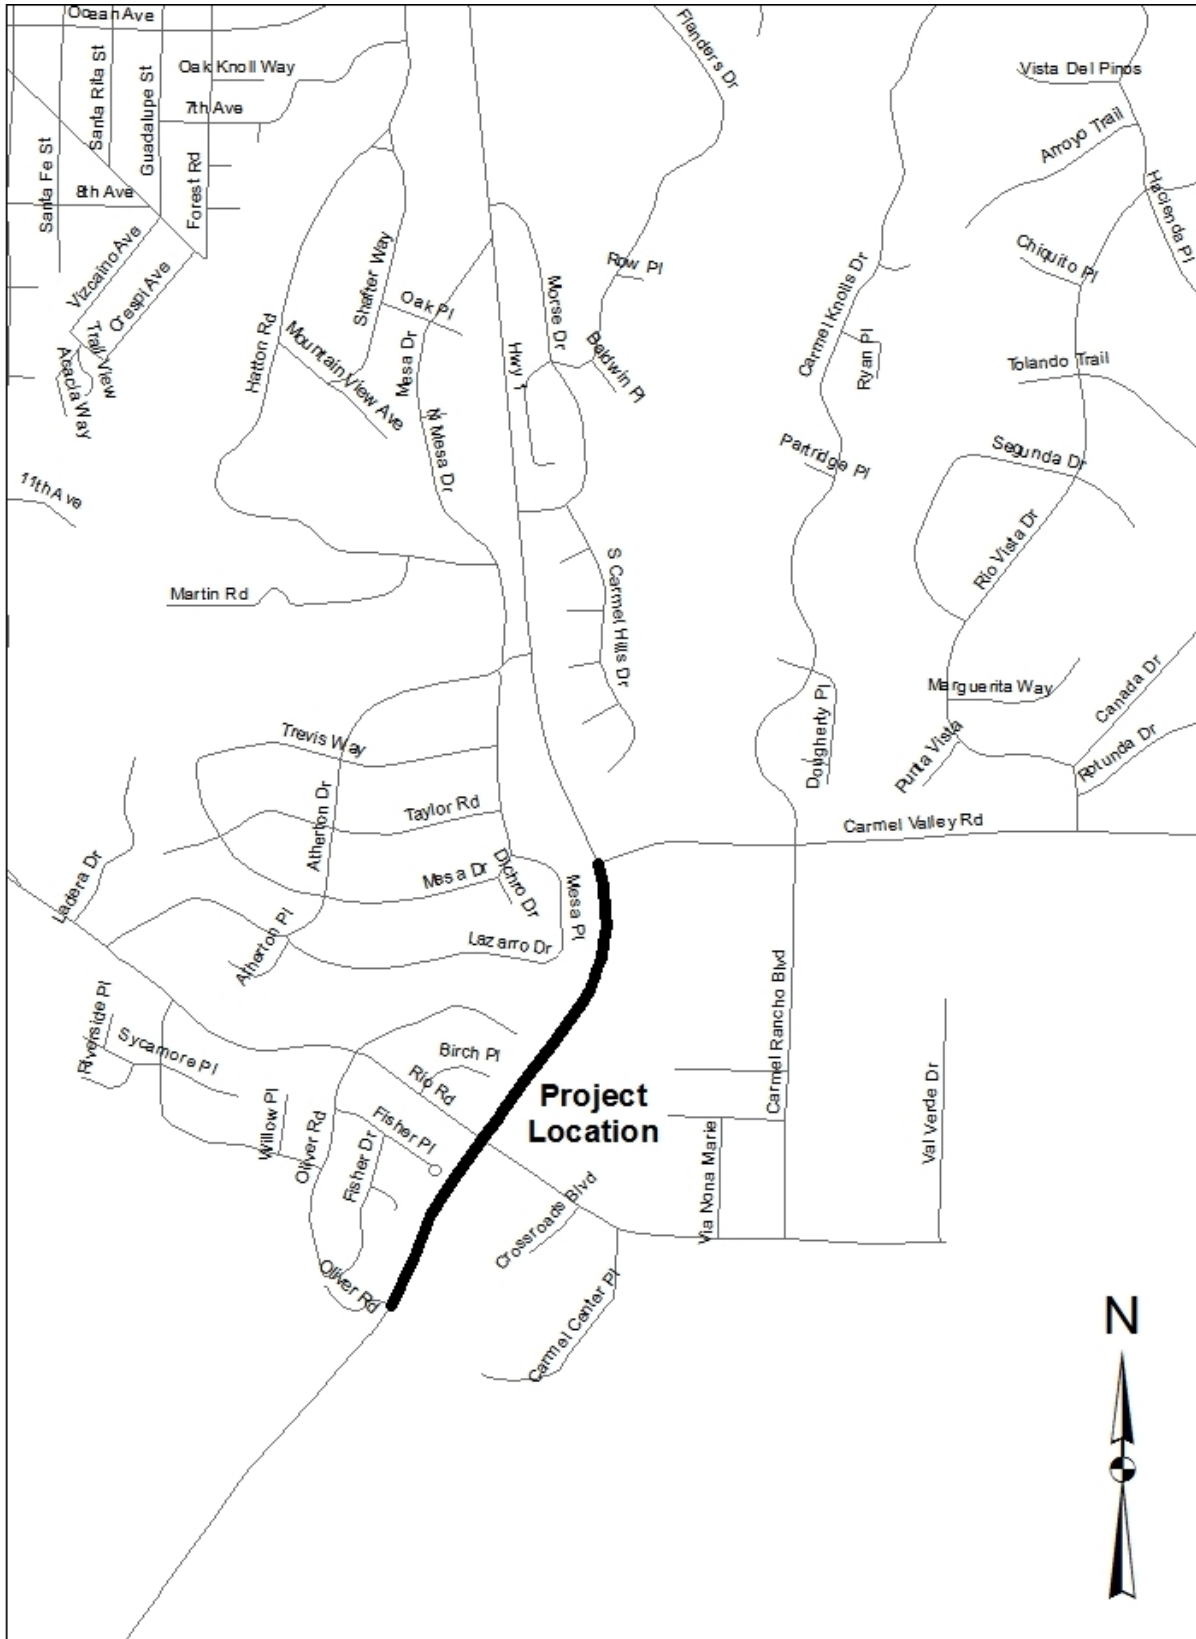 Ocean Ave
Flanders Dr
Santa Rita St
Guadalupe St
Oak Knoll Way
Vista Del Pinos
7th Ave
Arroyo Trail
Santa Fe St
Forest Rd
8th Ave
Hacienda Pl
Vizcaino Ave
Crespi Ave
Shafter Way
Row Pl
Chiquito Pl
Carmel Knolls Dr
Oak Pl
Morse Dr
Trail View
Acacia Way
Hatton Rd
Mountain View Ave
Mesa Dr
Hwy 1
Baldwin Pl
Ryan Pl
Tolando Trail
N Mesa Dr
Partridge Pl
Segunda Dr
11th Ave
Rio Vista Dr
Martin Rd
S Carmel Hills Dr
Marguerita Way
Canada Dr
Dougherty Pl
Punta Vista
Rotunda Dr
Trevis Way
Atherton Dr
Taylor Rd
Carmel Valley Rd
Ladera Dr
Mesa Dr
Dichro Dr
Mesa Pl
Atherton Pl
Lazarro Dr
Riverside Pl
Sycamore Pl
Birch Pl
Rio Rd
Carmel Rancho Blvd
Project
Location
Willow Pl
Oliver Rd
Fisher Pl
Fisher Dr
Via Nona Marie
Val Verde Dr
Crossroads Blvd
Oliver Rd
Carmel Center Pl
N